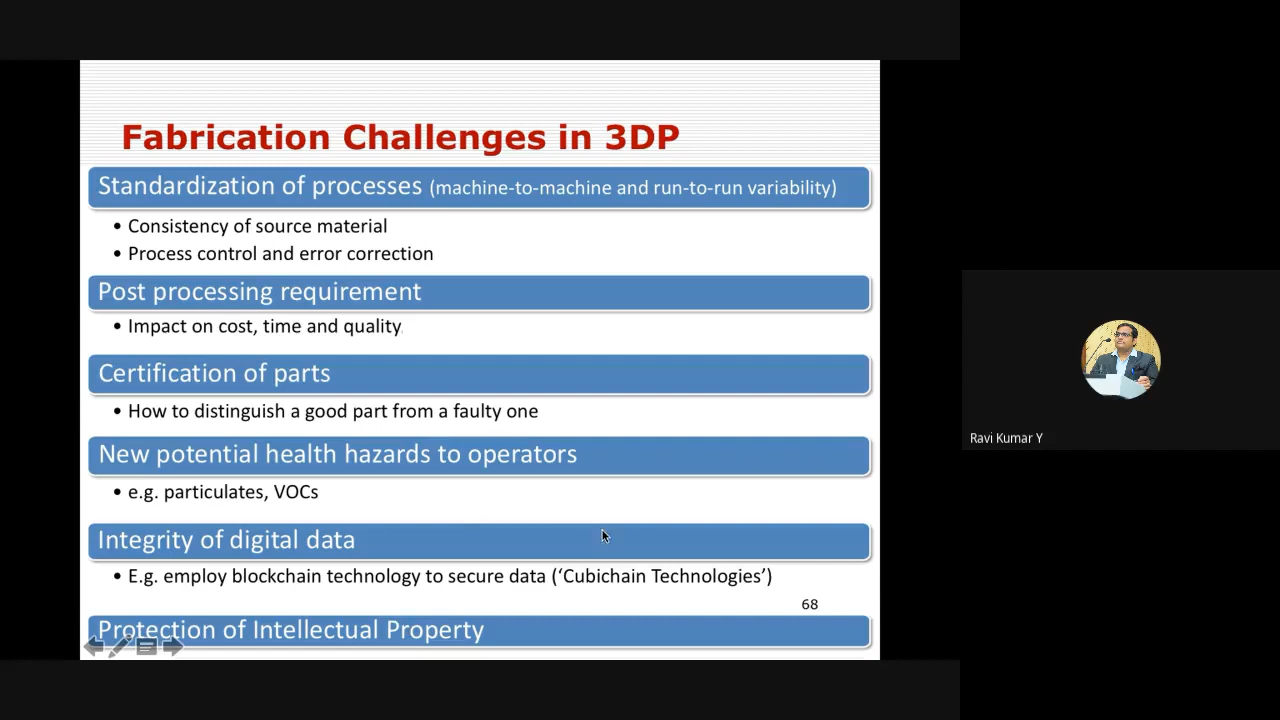 Fabrication Challenges in 3DP
Standardization of processes (machine-to-machine and run-to-run variability)
• Consistency of source material
• Process control and error correction
Post processing requirement
• Impact on cost, time and quality
Certification of parts
• How to distinguish a good part from a faulty one
New potential health hazards to operators
• e.g. particulates, VOCs
Integrity of digital data
• E.g. employ blockchain technology to secure data (‘Cubichain Technologies’)
68
Protection of Intellectual Property
Ravi Kumar Y